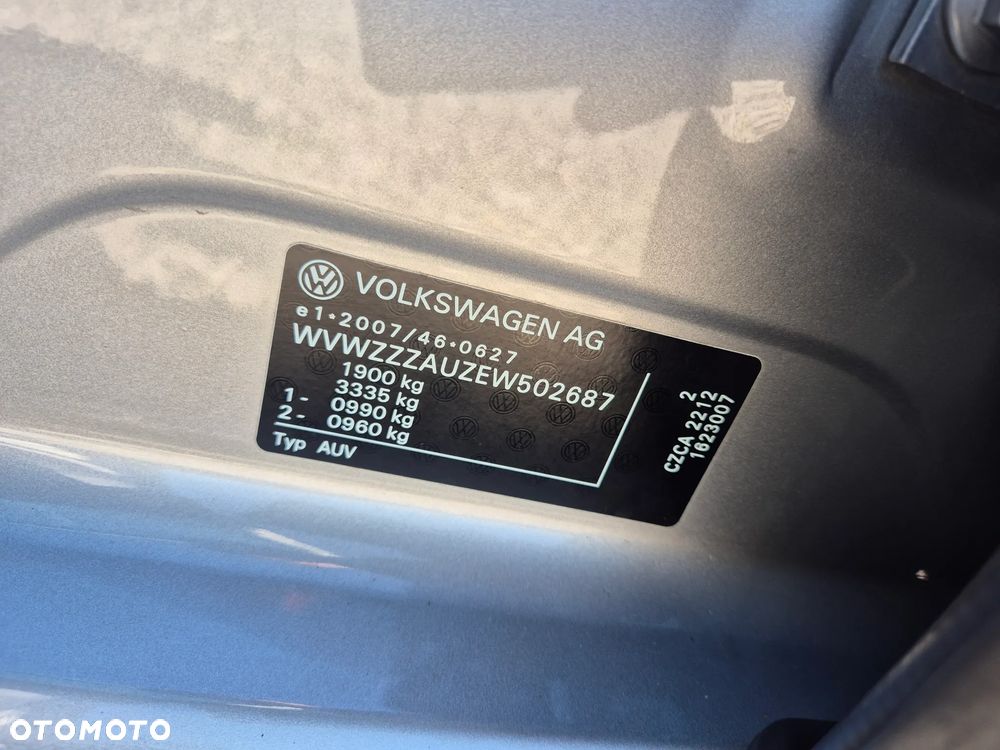 VOLKSWAGEN AG
e1*2007/46*0627
WVWZZZAUZEW502687
1900 kg
3335 kg
1- 0990 kg
2- 0960 kg
Typ AUV
2
CZCA 2212
1623007
OTOMOTO